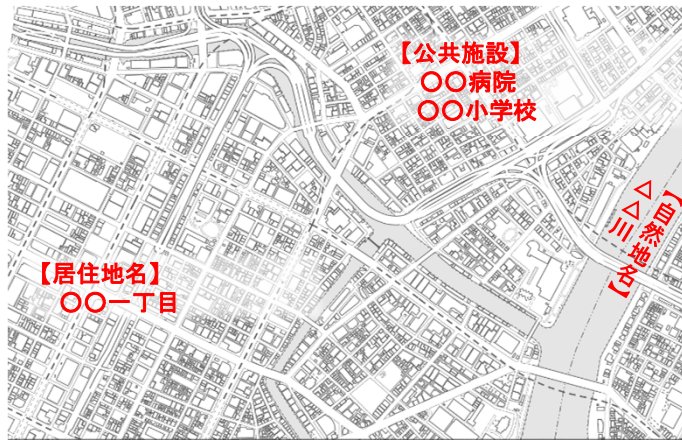 【公共施設】
〇〇病院
〇〇小学校
【自然地名】
△△川
【居住地名】
〇〇一丁目